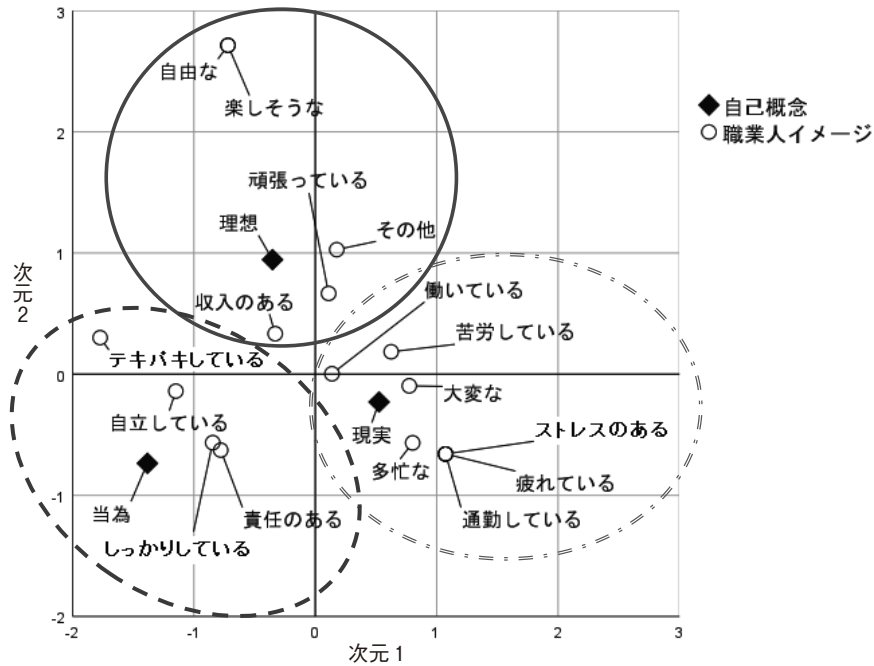 3
自由な
楽しそうな
◆自己概念
○職業人イメージ
2
頑張っている
理想
その他
1
次元2
収入のある
働いている
苦労している
テキパキしている
0
大変な
自立している
現実
ストレスのある
多忙な
疲れている
-1
当為
責任のある
通勤している
しっかりしている
-2
-2
-1
0
1
2
3
次元1